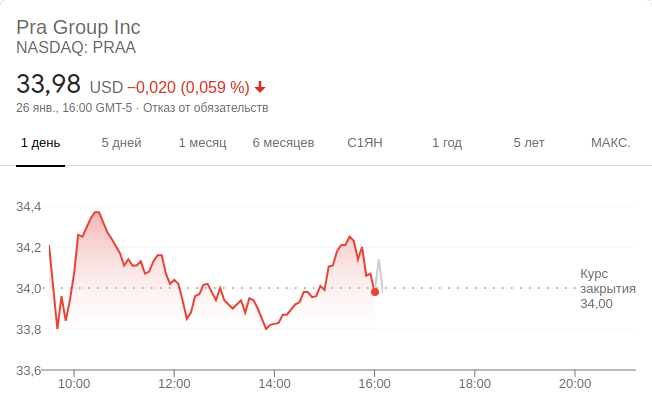 Pra Group Inc
NASDAQ: PRAA
33,98 USD −0,020 (0,059 %)
26 янв., 16:00 GMT-5 · Отказ от обязательств
1 день 5 дней 1 месяц 6 месяцев С1ЯН 1 год 5 лет МАКС.
34,4
34,2
34,0
33,8
33,6
Курс
закрытия
34,00
10:00 12:00 14:00 16:00 18:00 20:00